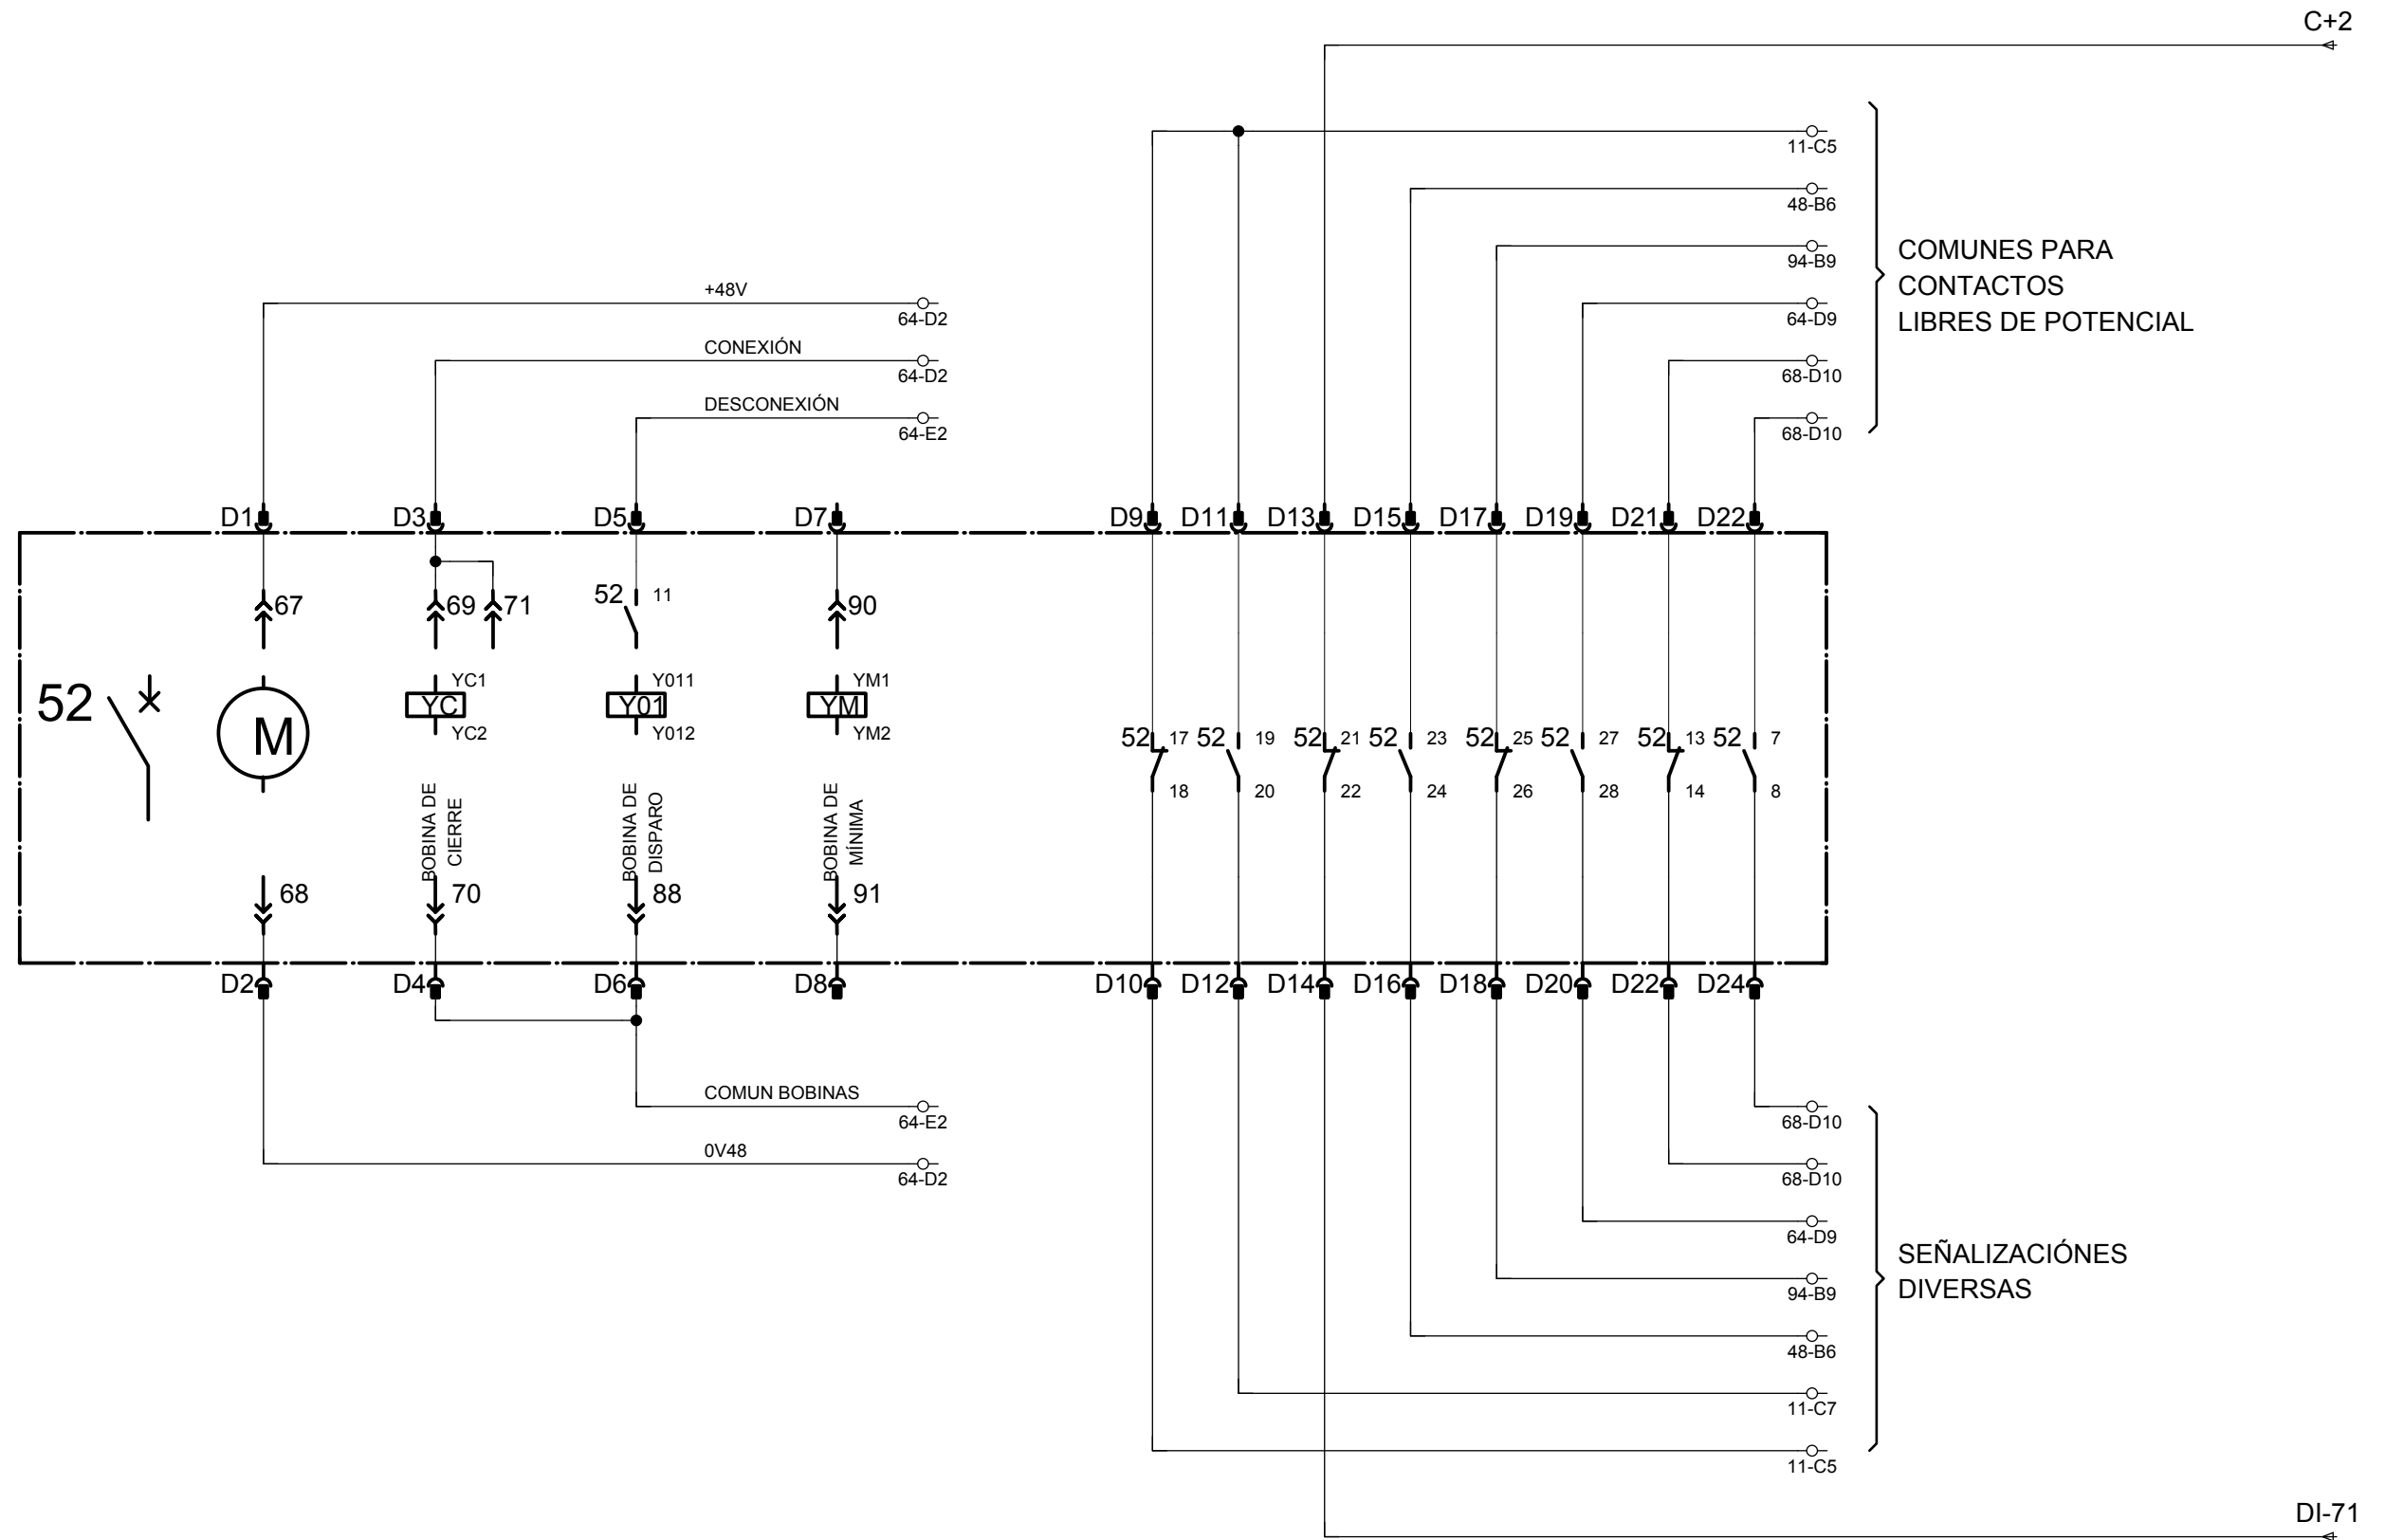 C+2
11-C5
48-B6
94-B9
64-D9
68-D10
68-D10
COMUNES PARA
CONTACTOS
LIBRES DE POTENCIAL
+48V
64-D2
CONEXIÓN
64-D2
DESCONEXIÓN
64-E2
D1 D3 D5 D7 D9 D11 D13 D15 D17 D19 D21 D22
67 69 71 52 11 90
52
M
YC1
YC
YC2
Y011
Y01
Y012
YM1
YM
YM2
52 17 52 19 52 21 52 23 52 25 52 27 52 13 52 7
18 20 22 24 26 28 14 8
BOBINA DE
CIERRE
BOBINA DE
DISPARO
BOBINA DE
MÍNIMA
68 70 88 91
D2 D4 D6 D8 D10 D12 D14 D16 D18 D20 D22 D24
COMUN BOBINAS
64-E2
0V48
64-D2
68-D10
68-D10
64-D9
94-B9
48-B6
11-C7
11-C5
SEÑALIZACIÓNES
DIVERSAS
DI-71